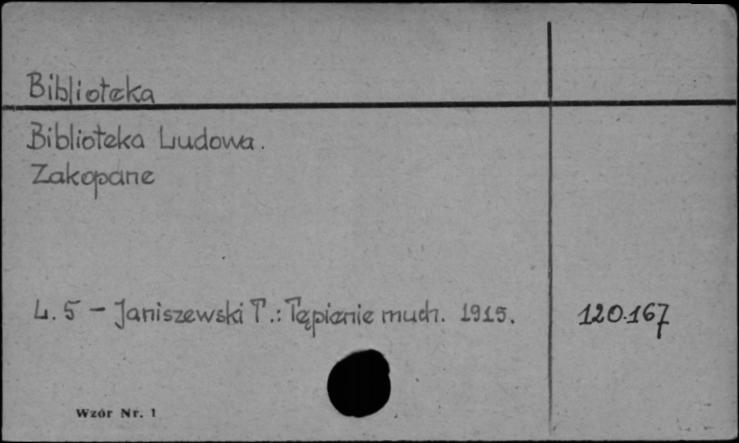 Biblioteka
Biblioteka Ludowa.
Zakopane
L. 5 – Janiszewski T.: Tępienie much. 1915. 120.167
Wzór Nr. 1